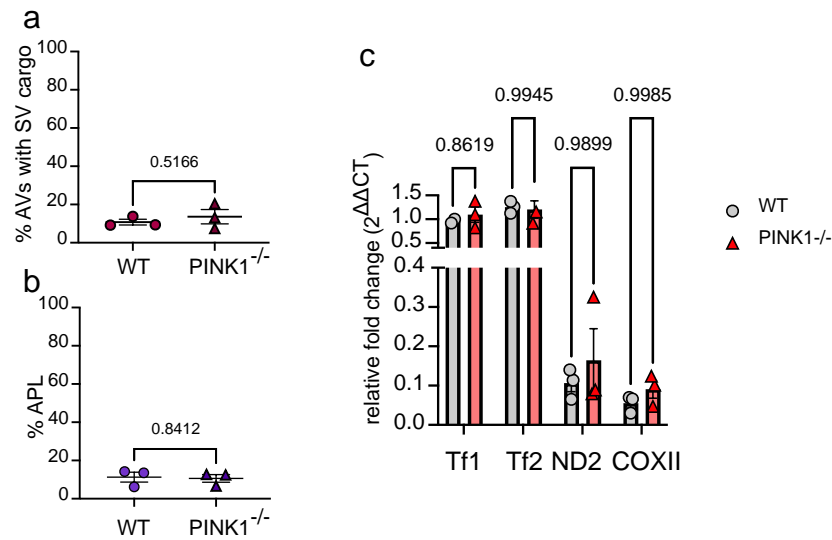 a
% AVs with SV cargo
100
80
60
40
20
0
0.5166
WT
PINK1-/-
b
% APL
100
80
60
40
20
0
0.8412
WT
PINK1-/-
c
relative fold change (2ΔΔCT)
1.5
1.0
0.5
0.4
0.3
0.2
0.1
0.0
0.8619
0.9945
0.9899
0.9985
Tf1
Tf2
ND2
COXII
WT
PINK1-/-